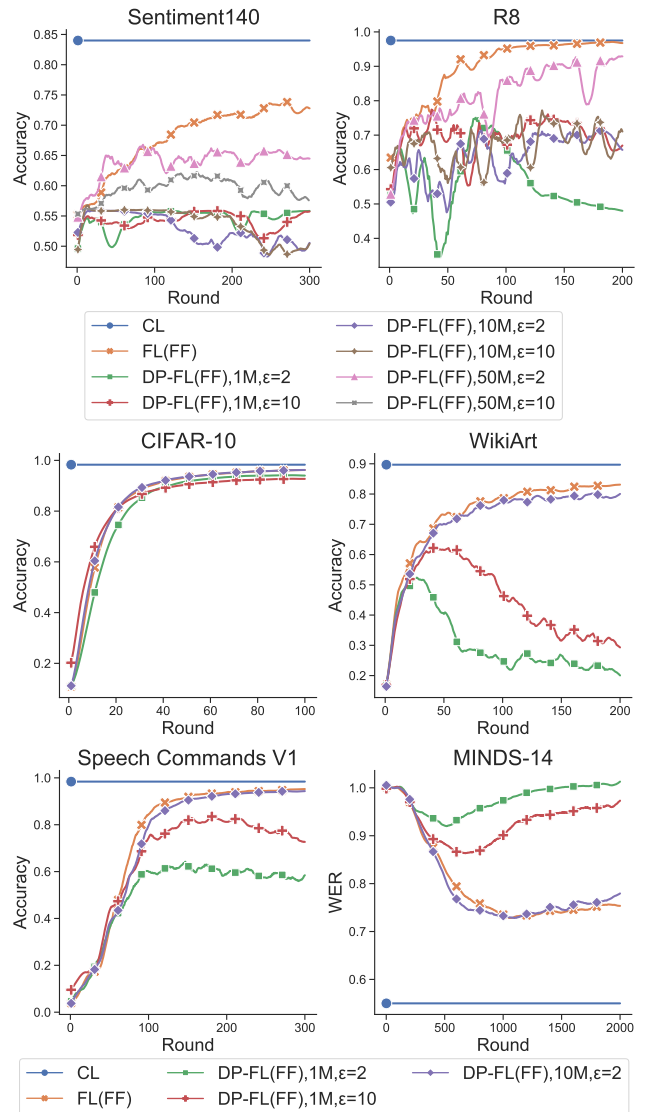 Sentiment140
R8
Accuracy
0.85
0.80
0.75
0.70
0.65
0.60
0.55
0.50
0
100
200
300
Round
Accuracy
1.0
0.9
0.8
0.7
0.6
0.5
0.4
0
50
100
150
200
Round
CL
FL(FF)
DP-FL(FF),1M,ε=2
DP-FL(FF),1M,ε=10
DP-FL(FF),10M,ε=2
DP-FL(FF),10M,ε=10
DP-FL(FF),50M,ε=2
DP-FL(FF),50M,ε=10
CIFAR-10
WikiArt
Accuracy
1.0
0.8
0.6
0.4
0.2
0
20
40
60
80
100
Round
Accuracy
0.9
0.8
0.7
0.6
0.5
0.4
0.3
0.2
0
50
100
150
200
Round
Speech Commands V1
MINDS-14
Accuracy
1.0
0.8
0.6
0.4
0.2
0.0
0
100
200
300
Round
WER
1.0
0.9
0.8
0.7
0.6
0
500
1000
1500
2000
Round
CL
FL(FF)
DP-FL(FF),1M,ε=2
DP-FL(FF),1M,ε=10
DP-FL(FF),10M,ε=2